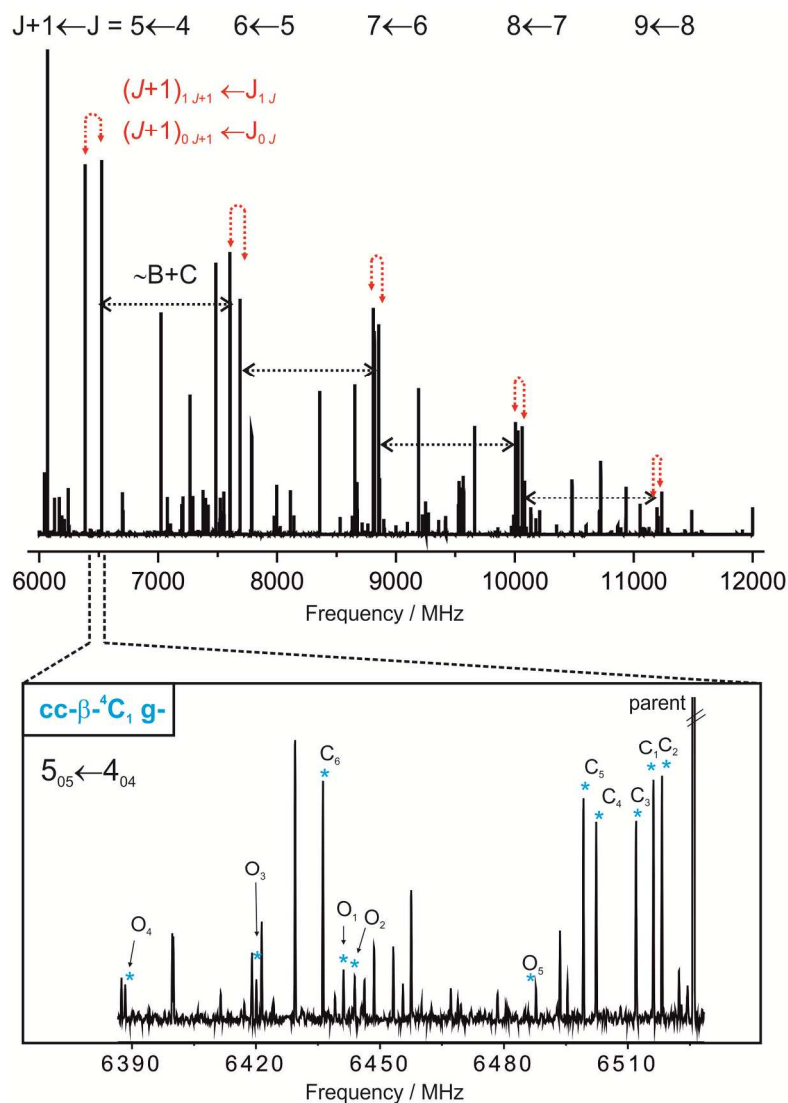 J+1←J = 5←4 6←5 7←6 8←7 9←8
(J+1)₁ J+1 ←J₁ J
(J+1)₀ J+1 ←J₀ J
~B+C
6000 7000 8000 9000 10000 11000 12000
Frequency / MHz
cc-β-⁴C₁ g-
parent
5₀₅←4₀₄
C₆
C₅
C₁ C₂
C₄
C₃
O₃
O₄
O₁
O₂
O₅
* * * * * * * * * * *
6390 6420 6450 6480 6510
Frequency / MHz